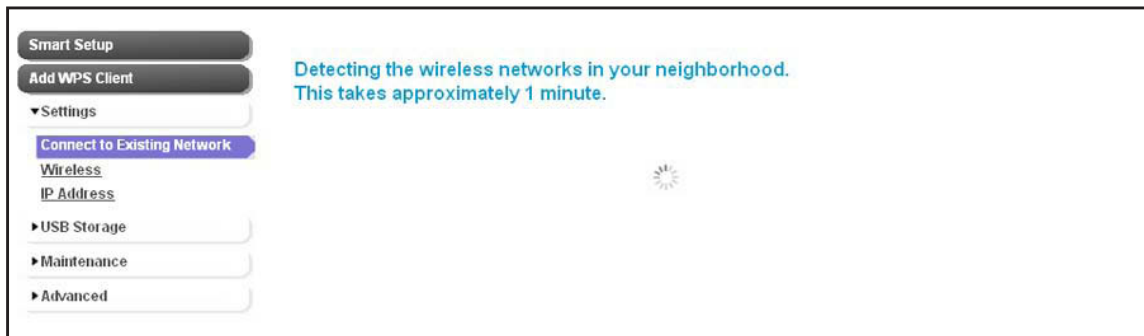 Smart Setup
Add WPS Client
▼Settings
Connect to Existing Network
Wireless
IP Address
►USB Storage
►Maintenance
►Advanced
Detecting the wireless networks in your neighborhood.
This takes approximately 1 minute.